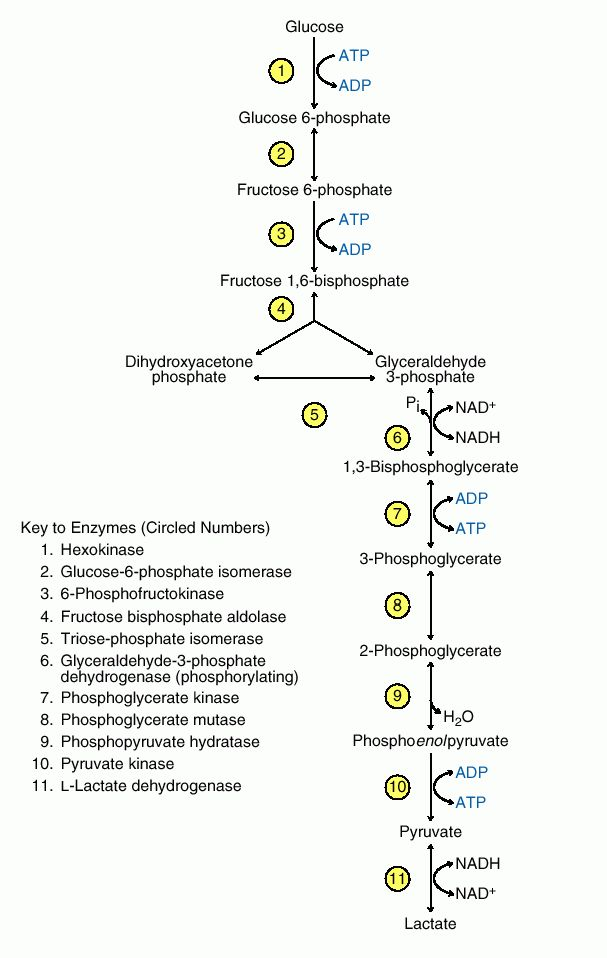 Glucose
1
ATP
ADP
Glucose 6-phosphate
2
Fructose 6-phosphate
3
ATP
ADP
Fructose 1,6-bisphosphate
4
Dihydroxyacetone
phosphate
Glyceraldehyde
3-phosphate
5
Pi
NAD⁺
6
NADH
1,3-Bisphosphoglycerate
7
ADP
ATP
3-Phosphoglycerate
8
2-Phosphoglycerate
9
H₂O
Phosphoenolpyruvate
10
ADP
ATP
Pyruvate
11
NADH
NAD⁺
Lactate
Key to Enzymes (Circled Numbers)
1. Hexokinase
2. Glucose-6-phosphate isomerase
3. 6-Phosphofructokinase
4. Fructose bisphosphate aldolase
5. Triose-phosphate isomerase
6. Glyceraldehyde-3-phosphate
dehydrogenase (phosphorylating)
7. Phosphoglycerate kinase
8. Phosphoglycerate mutase
9. Phosphopyruvate hydratase
10. Pyruvate kinase
11. L-Lactate dehydrogenase